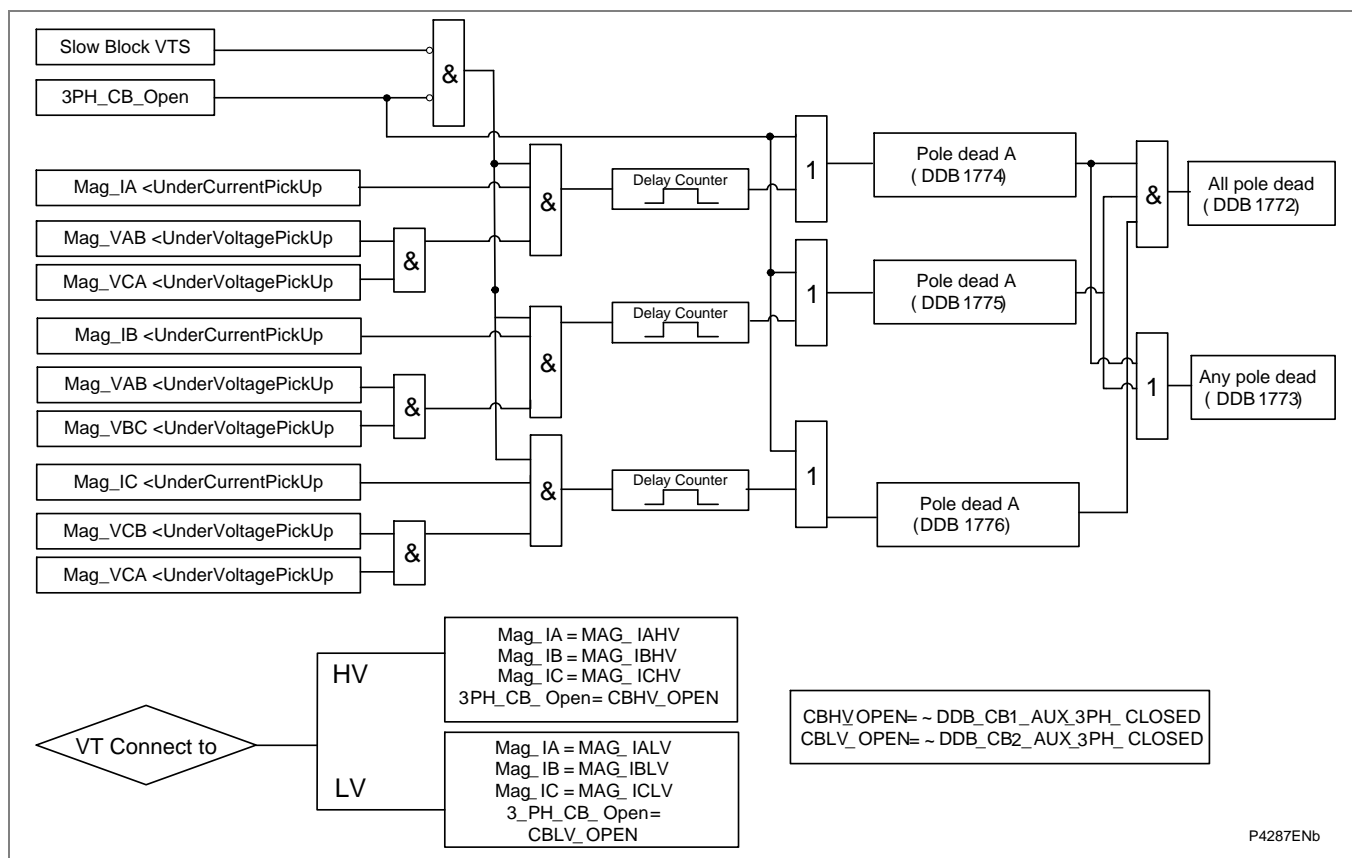 Slow Block VTS
3PH_CB_Open
&
Mag_IA <UnderCurrentPickUp
Mag_VAB <UnderVoltagePickUp
Mag_VCA <UnderVoltagePickUp
&
&
Delay Counter
1
Pole dead A
( DDB 1774)
&
All pole dead
( DDB 1772)
Mag_IB <UnderCurrentPickUp
Mag_VAB <UnderVoltagePickUp
Mag_VBC <UnderVoltagePickUp
&
&
Delay Counter
1
Pole dead A
( DDB 1775)
1
Any pole dead
( DDB 1773)
Mag_IC <UnderCurrentPickUp
Mag_VCB <UnderVoltagePickUp
Mag_VCA <UnderVoltagePickUp
&
&
Delay Counter
1
Pole dead A
(DDB 1776)
VT Connect to
HV
Mag_ IA = MAG_ IAHV
Mag_ IB = MAG_ IBHV
Mag_ IC = MAG_ ICHV
3PH_CB_ Open= CBHV_OPEN
LV
Mag_ IA = MAG_ IALV
Mag_ IB = MAG_ IBLV
Mag_ IC = MAG_ ICLV
3_PH_CB_ Open=
CBLV_OPEN
CBHV_OPEN= ~ DDB_CB1_AUX_3PH_ CLOSED
CBLV_ OPEN= ~ DDB_CB2_AUX_3PH_ CLOSED
P4287ENb